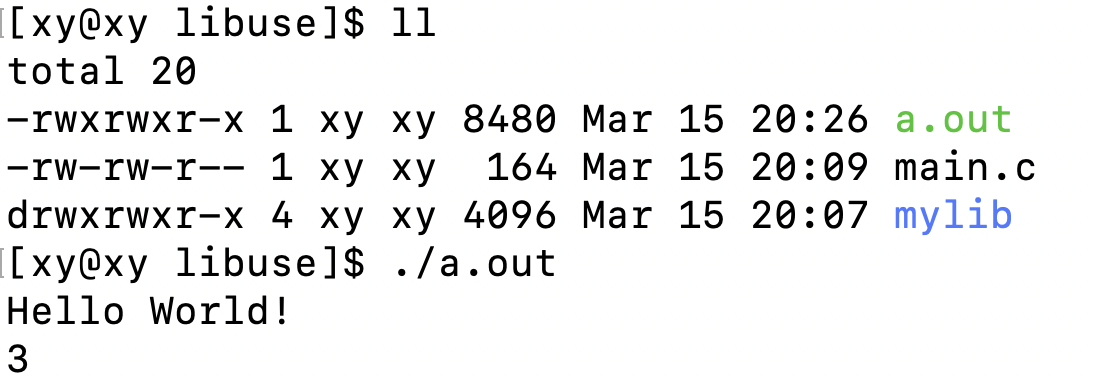 [xy@xy libuse]$ ll
total 20
-rwxrwxr-x 1 xy xy 8480 Mar 15 20:26 a.out
-rw-rw-r-- 1 xy xy  164 Mar 15 20:09 main.c
drwxrwxr-x 4 xy xy 4096 Mar 15 20:07 mylib
[xy@xy libuse]$ ./a.out
Hello World!
3